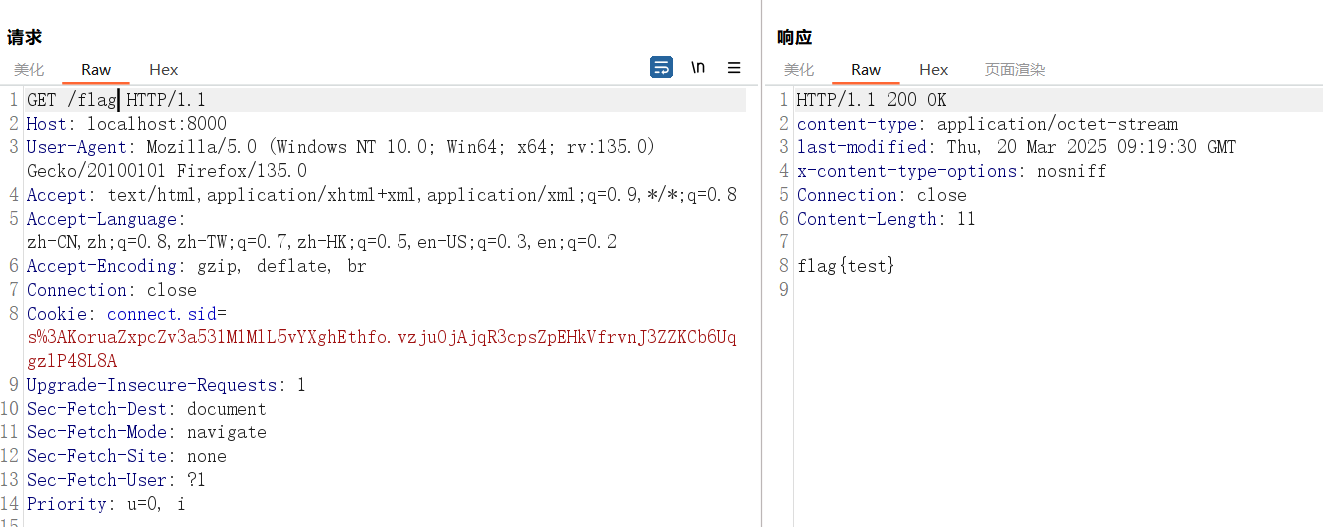 请求
美化 Raw Hex \n
1 GET /flag HTTP/1.1
2 Host: localhost:8000
3 User-Agent: Mozilla/5.0 (Windows NT 10.0; Win64; x64; rv:135.0)
Gecko/20100101 Firefox/135.0
4 Accept: text/html,application/xhtml+xml,application/xml;q=0.9,*/*;q=0.8
5 Accept-Language:
zh-CN,zh;q=0.8,zh-TW;q=0.7,zh-HK;q=0.5,en-US;q=0.3,en;q=0.2
6 Accept-Encoding: gzip, deflate, br
7 Connection: close
8 Cookie: connect.sid=
s%3AKoruaZxpcZv3a531M1M1L5vYXghEthfo.vzju0jAjqR3cpsZpEHkVfrvnJ3ZZKCb6Uq
gzlP48L8A
9 Upgrade-Insecure-Requests: 1
10 Sec-Fetch-Dest: document
11 Sec-Fetch-Mode: navigate
12 Sec-Fetch-Site: none
13 Sec-Fetch-User: ?1
14 Priority: u=0, i
15
响应
美化 Raw Hex 页面渲染
1 HTTP/1.1 200 OK
2 content-type: application/octet-stream
3 last-modified: Thu, 20 Mar 2025 09:19:30 GMT
4 x-content-type-options: nosniff
5 Connection: close
6 Content-Length: 11
7
8 flag{test}
9